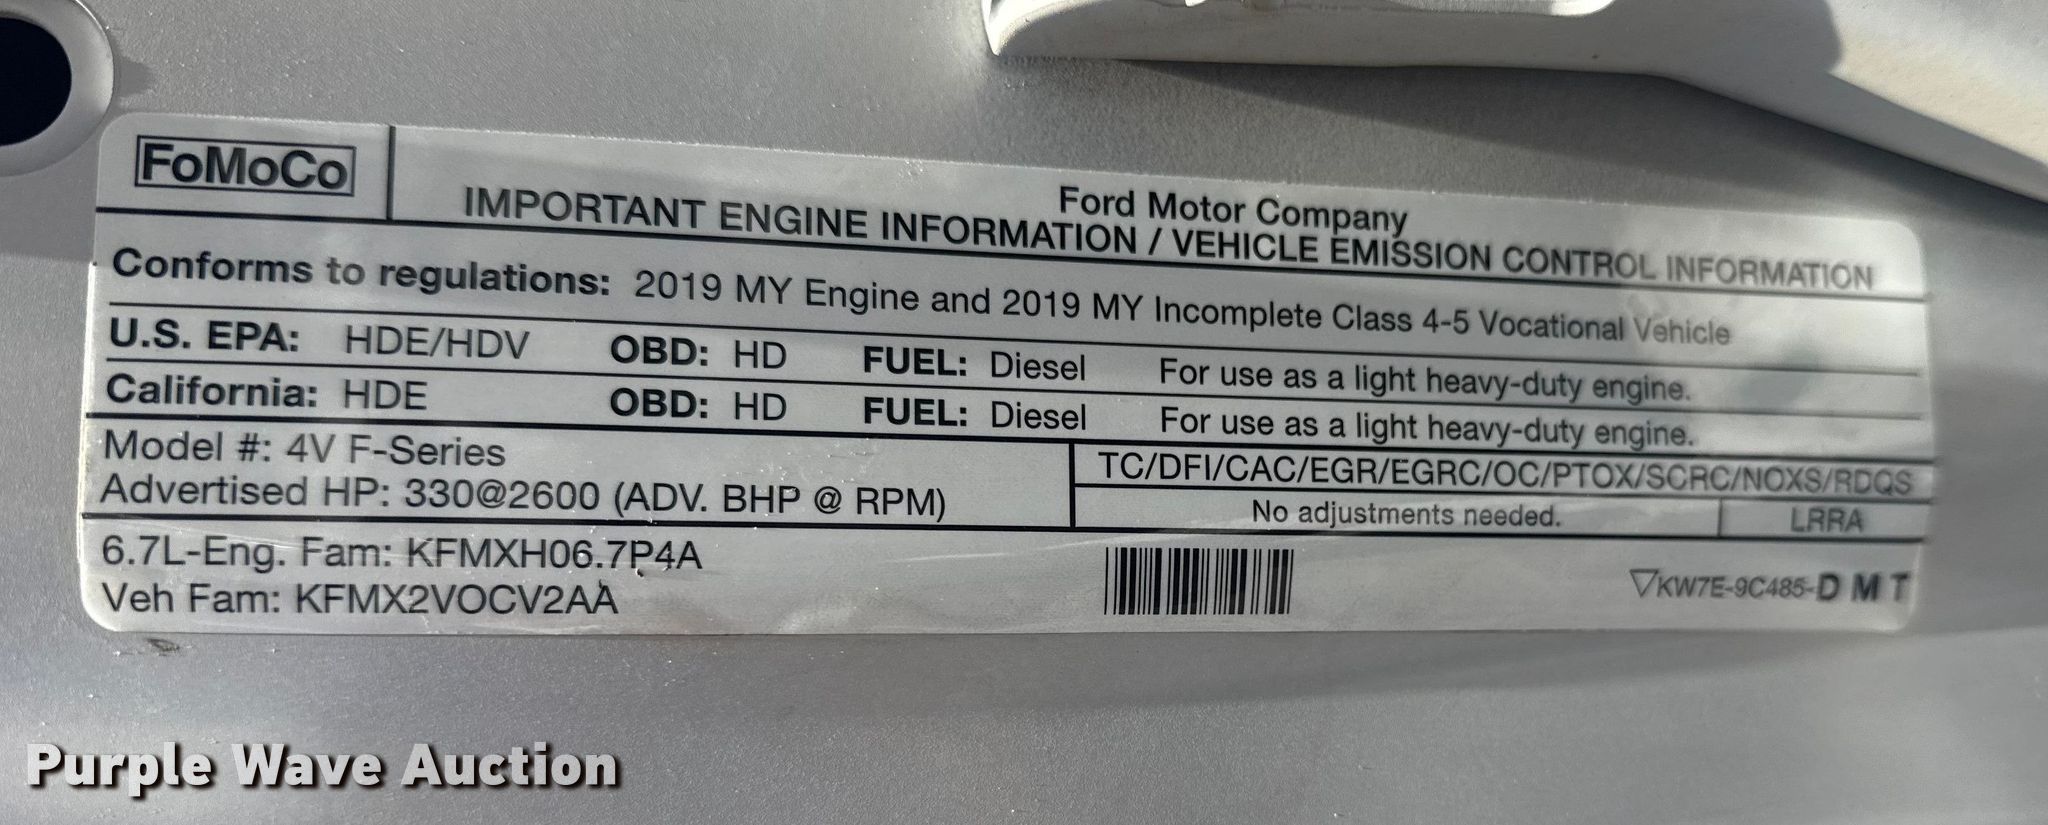 FoMoCo
Ford Motor Company
IMPORTANT ENGINE INFORMATION / VEHICLE EMISSION CONTROL INFORMATION
Conforms to regulations: 2019 MY Engine and 2019 MY Incomplete Class 4-5 Vocational Vehicle
U.S. EPA: HDE/HDV OBD: HD FUEL: Diesel For use as a light heavy-duty engine.
California: HDE OBD: HD FUEL: Diesel For use as a light heavy-duty engine.
Model #: 4V F-Series
Advertised HP: 330@2600 (ADV. BHP @ RPM)
TC/DFI/CAC/EGR/EGRC/OC/PTOX/SCRC/NOXS/RDQS
No adjustments needed.
LRRA
6.7L-Eng. Fam: KFMXH06.7P4A
Veh Fam: KFMX2VOCV2AA
▽KW7E-9C485-D M T
Purple Wave Auction